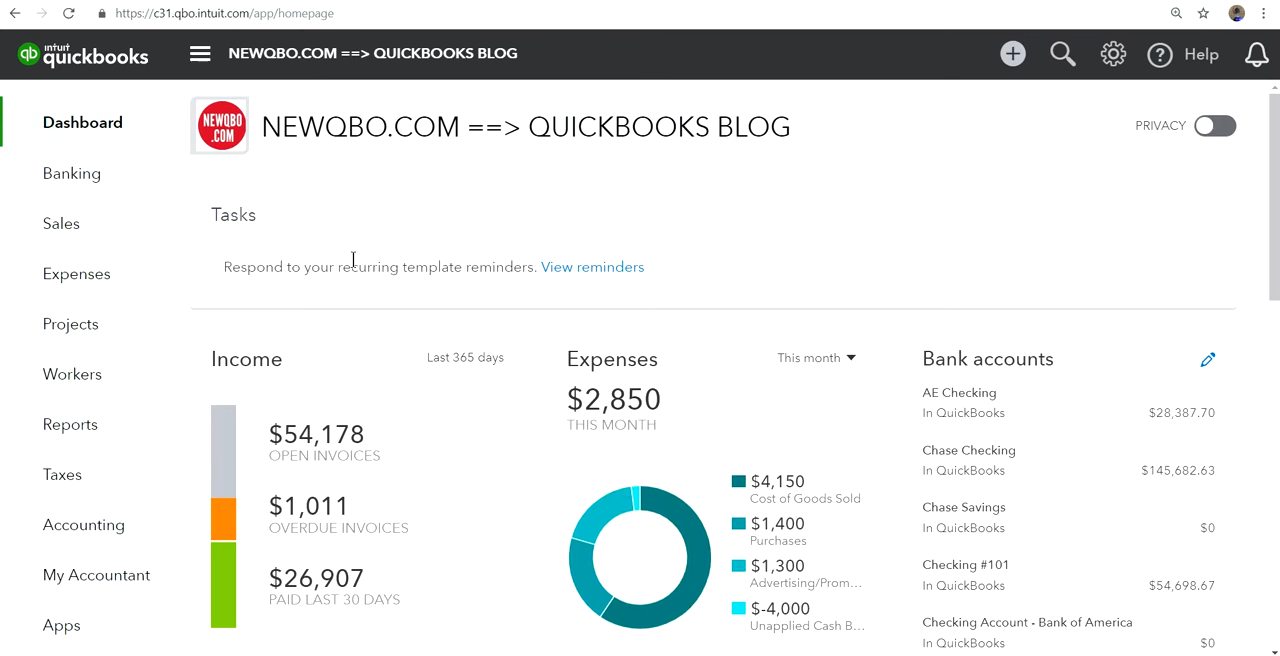 https://c31.qbo.intuit.com/app/homepage
qb intuit quickbooks
NEWQBO.COM ==> QUICKBOOKS BLOG
Help
Dashboard
Banking
Sales
Expenses
Projects
Workers
Reports
Taxes
Accounting
My Accountant
Apps
NEWQBO
.COM
NEWQBO.COM ==> QUICKBOOKS BLOG
PRIVACY
Tasks
Respond to your recurring template reminders. View reminders
Income
Last 365 days
$54,178
OPEN INVOICES
$1,011
OVERDUE INVOICES
$26,907
PAID LAST 30 DAYS
Expenses
This month
$2,850
THIS MONTH
$4,150
Cost of Goods Sold
$1,400
Purchases
$1,300
Advertising/Prom...
$-4,000
Unapplied Cash B...
Bank accounts
AE Checking
In QuickBooks $28,387.70
Chase Checking
In QuickBooks $145,682.63
Chase Savings
In QuickBooks $0
Checking #101
In QuickBooks $54,698.67
Checking Account - Bank of America
In QuickBooks $0